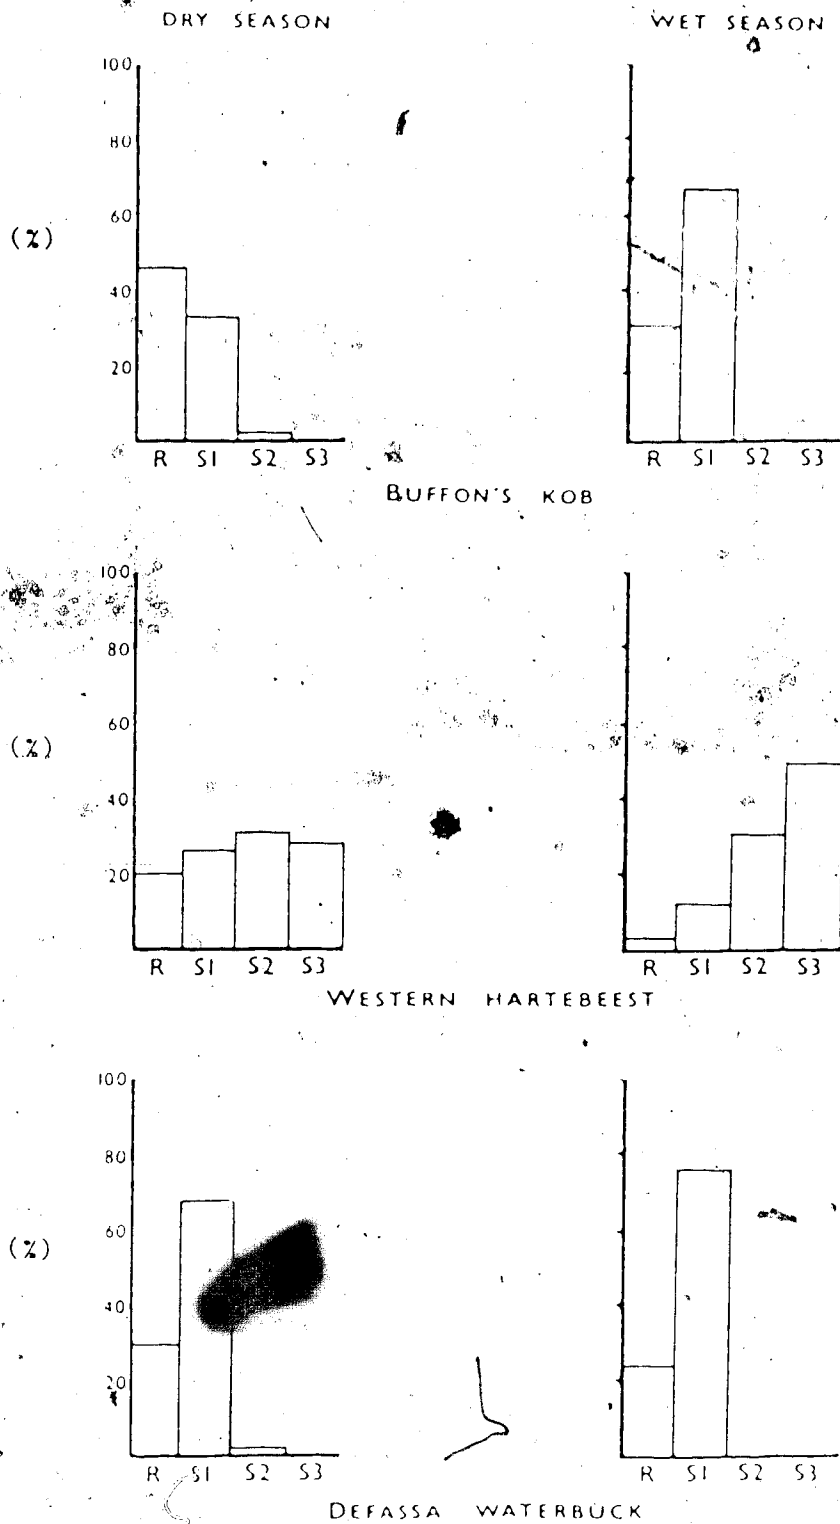 DRY SEASON WET SEASON
100
80
60
(%)
40
20
R S1 S2 S3 R S1 S2 S3
BUFFON'S KOB
100
80
60
(%)
40
20
R S1 S2 S3 R S1 S2 S3
WESTERN HARTEBEEST
100
80
60
(%)
40
20
R S1 S2 S3 R S1 S2 S3
DEFASSA WATERBUCK